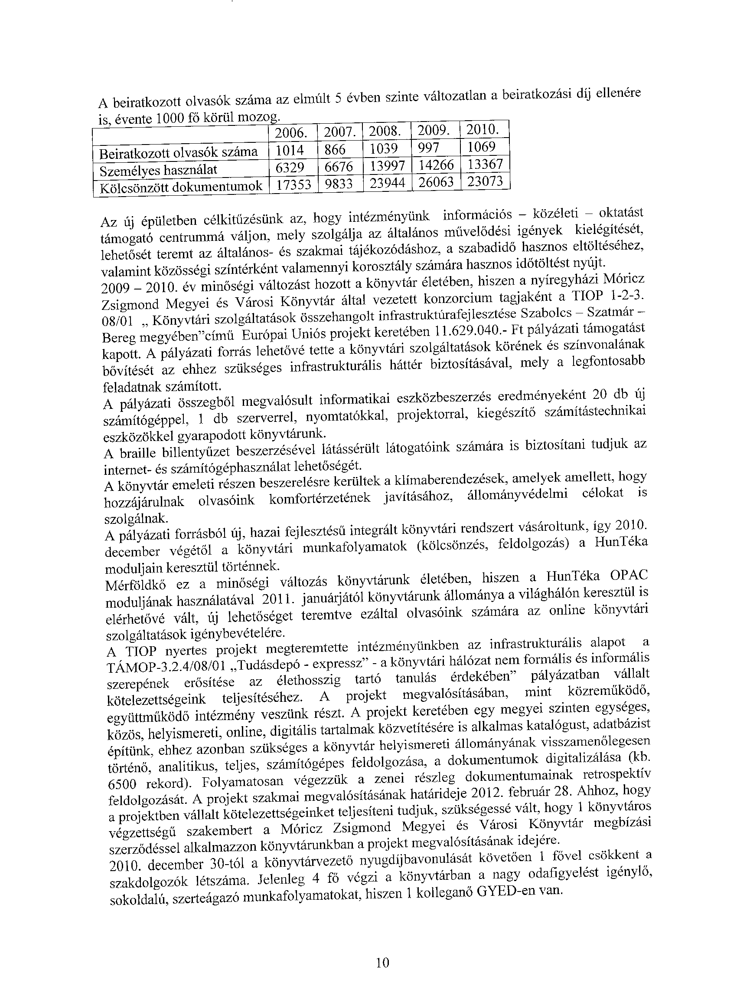 A beiratkozott olvasók száma az elmúlt 5 évben szinte változatlan a beiratkozási díj ellenére
is, évente 1000 fő körül mozog.
2006. 2007. 2008. 2009. 2010.
Beiratkozott olvasók száma 1014 866 1039 997 1069
Személyes használat 6329 6676 13997 14266 13367
Kölcsönzött dokumentumok 17353 9833 23944 26063 23073
Az új épületben célkitűzésünk az, hogy intézményünk információs – közéleti – oktatást
támogató centrummá váljon, mely szolgálja az általános művelődési igények kielégítését,
lehetősét teremt az általános- és szakmai tájékozódáshoz, a szabadidő hasznos eltöltéséhez,
valamint közösségi színtérként valamennyi korosztály számára hasznos időtöltést nyújt.
2009 – 2010. év minőségi változást hozott a könyvtár életében, hiszen a nyíregyházi Móricz
Zsigmond Megyei és Városi Könyvtár által vezetett konzorcium tagjaként a TIOP 1-2-3.
08/01 „ Könyvtári szolgáltatások összehangolt infrastruktúrafejlesztése Szabolcs – Szatmár –
Bereg megyében”című Európai Uniós projekt keretében 11.629.040.- Ft pályázati támogatást
kapott. A pályázati forrás lehetővé tette a könyvtári szolgáltatások körének és színvonalának
bővítését az ehhez szükséges infrastrukturális háttér biztosításával, mely a legfontosabb
feladatnak számított.
A pályázati összegből megvalósult informatikai eszközbeszerzés eredményeként 20 db új
számítógéppel, 1 db szerverrel, nyomtatókkal, projektorral, kiegészítő számítástechnikai
eszközökkel gyarapodott könyvtárunk.
A braille billentyűzet beszerzésével látássérült látogatóink számára is biztosítani tudjuk az
internet- és számítógéphasználat lehetőségét.
A könyvtár emeleti részen beszerelésre kerültek a klímaberendezések, amelyek amellett, hogy
hozzájárulnak olvasóink komfortérzetének javításához, állományvédelmi célokat is
szolgálnak.
A pályázati forrásból új, hazai fejlesztésű integrált könyvtári rendszert vásároltunk, így 2010.
december végétől a könyvtári munkafolyamatok (kölcsönzés, feldolgozás) a HunTéka
moduljain keresztül történnek.
Mérföldkő ez a minőségi változás könyvtárunk életében, hiszen a HunTéka OPAC
moduljának használatával 2011. januárjától könyvtárunk állománya a világhálón keresztül is
elérhetővé vált, új lehetőséget teremtve ezáltal olvasóink számára az online könyvtári
szolgáltatások igénybevételére.
A TIOP nyertes projekt megteremtette intézményünkben az infrastrukturális alapot a
TÁMOP-3.2.4/08/01 „Tudásdepó - expressz” - a könyvtári hálózat nem formális és informális
szerepének erősítése az élethosszig tartó tanulás érdekében” pályázatban vállalt
kötelezettségeink teljesítéséhez. A projekt megvalósításában, mint közreműködő,
együttműködő intézmény veszünk részt. A projekt keretében egy megyei szinten egységes,
közös, helyismereti, online, digitális tartalmak közvetítésére is alkalmas katalógust, adatbázist
építünk, ehhez azonban szükséges a könyvtár helyismereti állományának visszamenőlegesen
történő, analitikus, teljes, számítógépes feldolgozása, a dokumentumok digitalizálása (kb.
6500 rekord). Folyamatosan végezzük a zenei részleg dokumentumainak retrospektív
feldolgozását. A projekt szakmai megvalósításának határideje 2012. február 28. Ahhoz, hogy
a projektben vállalt kötelezettségeinket teljesíteni tudjuk, szükségessé vált, hogy 1 könyvtáros
végzettségű szakembert a Móricz Zsigmond Megyei és Városi Könyvtár megbízási
szerződéssel alkalmazzon könyvtárunkban a projekt megvalósításának idejére.
2010. december 30-tól a könyvtárvezető nyugdíjbavonulását követően 1 fővel csökkent a
szakdolgozók létszáma. Jelenleg 4 fő végzi a könyvtárban a nagy odafigyelést igénylő,
sokoldalú, szerteágazó munkafolyamatokat, hiszen 1 kolleganő GYED-en van.
10